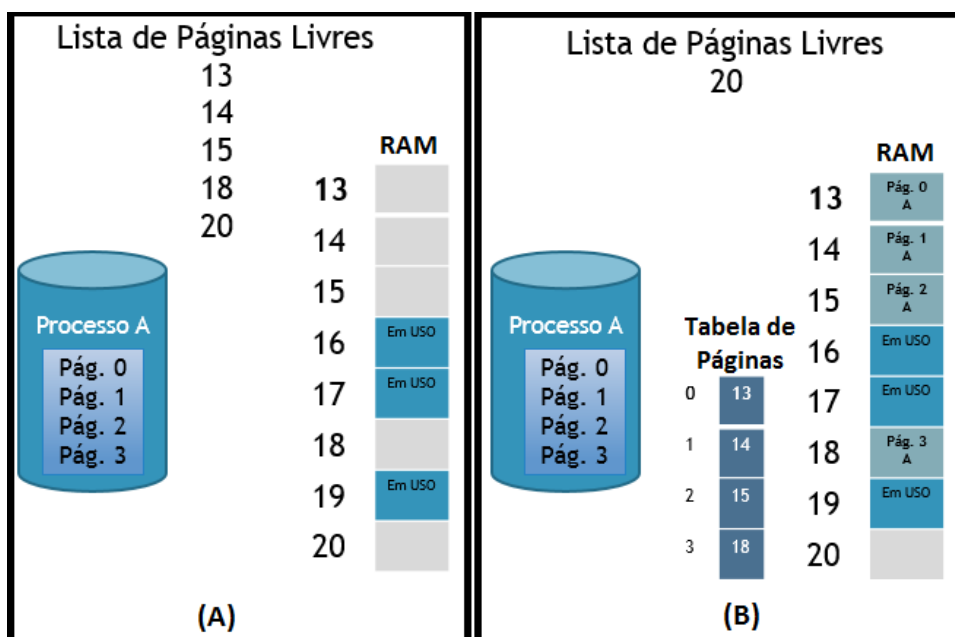 Lista de Páginas Livres
13
14
15
18
20
RAM
13
14
15
16 Em USO
17 Em USO
18
19 Em USO
20
Processo A
Pág. 0
Pág. 1
Pág. 2
Pág. 3
(A)
Lista de Páginas Livres
20
RAM
13 Pág. 0
A
14 Pág. 1
A
15 Pág. 2
A
16 Em USO
17 Em USO
18 Pág. 3
A
19 Em USO
20
Processo A
Pág. 0
Pág. 1
Pág. 2
Pág. 3
Tabela de
Páginas
0 13
1 14
2 15
3 18
(B)